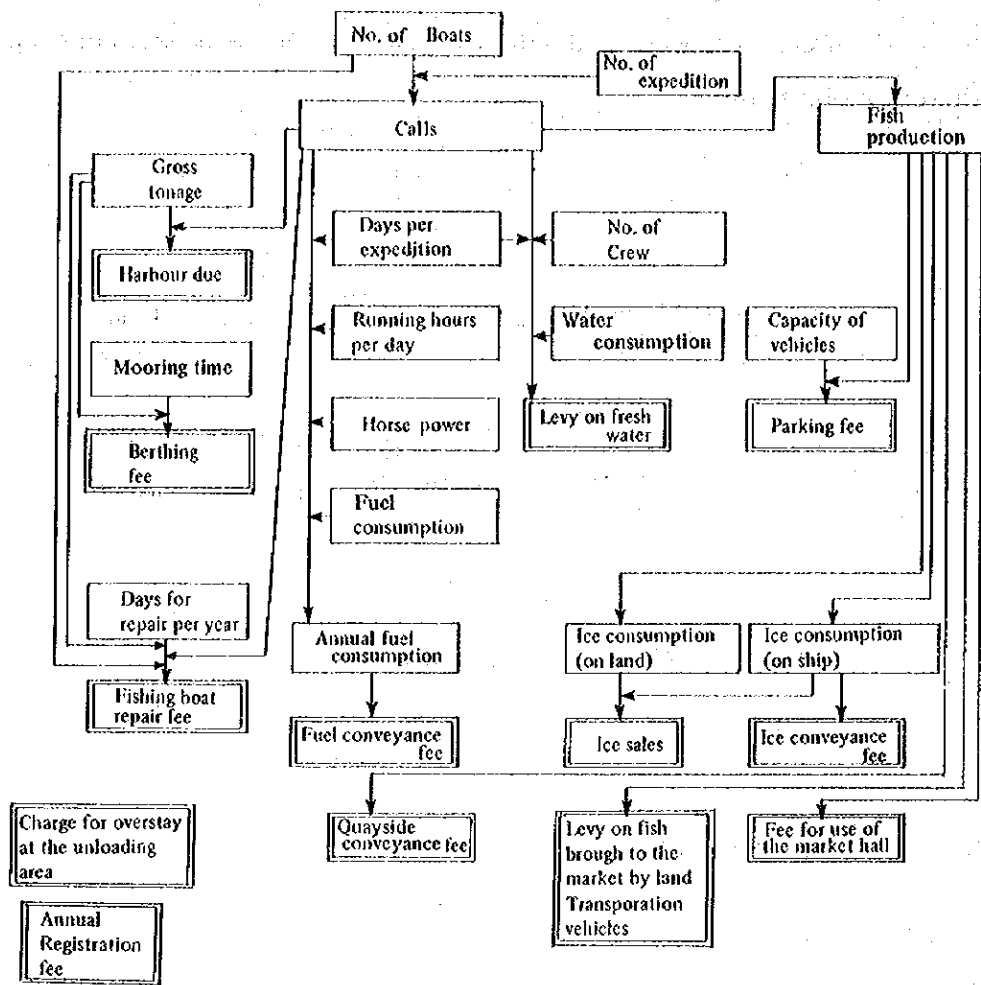 No. of Boats
No. of
expedition
Calls
Fish
production
Gross
tonage
Days per
expedition
No. of
Crew
Harbour due
Running hours
per day
Water
consumption
Capacity of
vehicles
Mooring time
Horse power
Levy on fresh
water
Parking fee
Berthing
fee
Fuel
consumption
Days for
repair per year
Annual fuel
consumption
Ice consumption
(on land)
Ice consumption
(on ship)
Fishing boat
repair fee
Fuel conveyance
fee
Ice sales
Ice conveyance
fee
Charge for overstay
at the unloading
area
Quayside
conveyance fee
Levy on fish
brough to the
market by land
Transporation
vehicles
Fee for use of
the market hall
Annual
Registration
fee